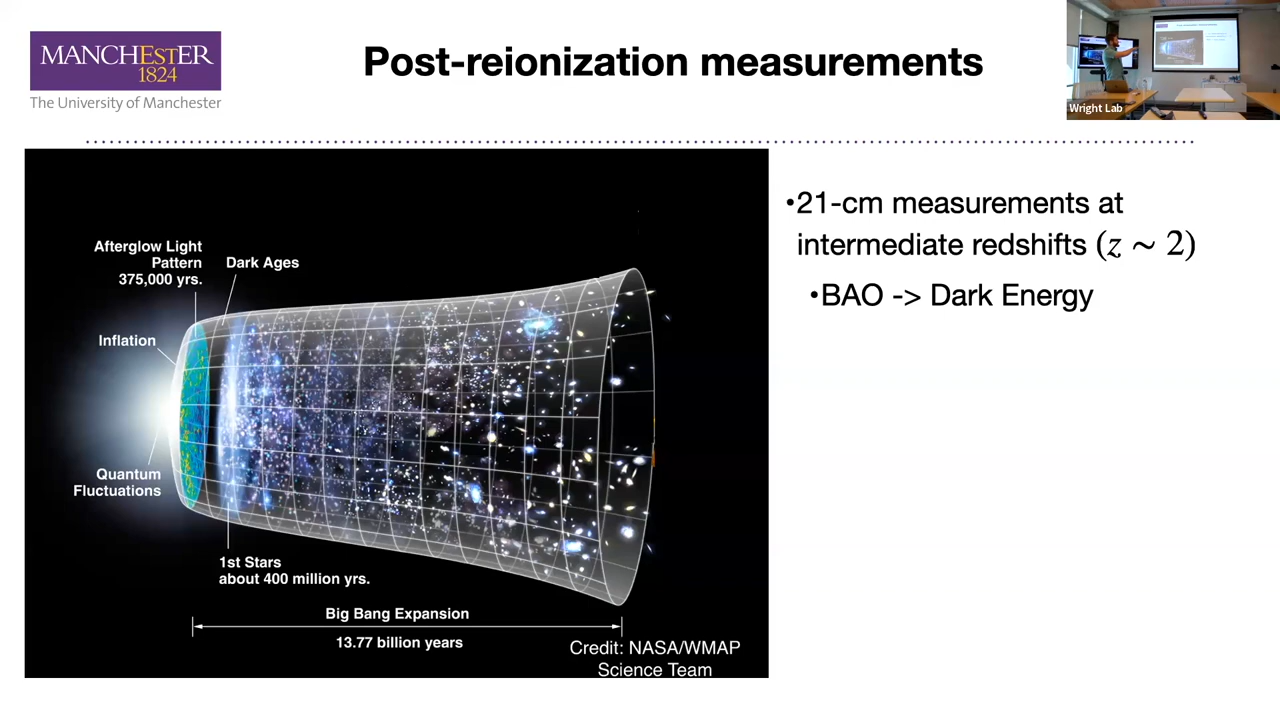 MANCHESTER
1824
The University of Manchester
Post-reionization measurements
Wright Lab
Afterglow Light
Pattern
375,000 yrs.
Dark Ages
Inflation
Quantum
Fluctuations
1st Stars
about 400 million yrs.
Big Bang Expansion
13.77 billion years
Credit: NASA/WMAP
Science Team
•21-cm measurements at
intermediate redshifts (z ~ 2)
•BAO -> Dark Energy